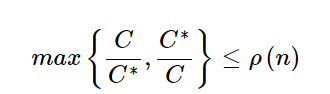 max { C / C* , C* / C } ≤ ρ (n)